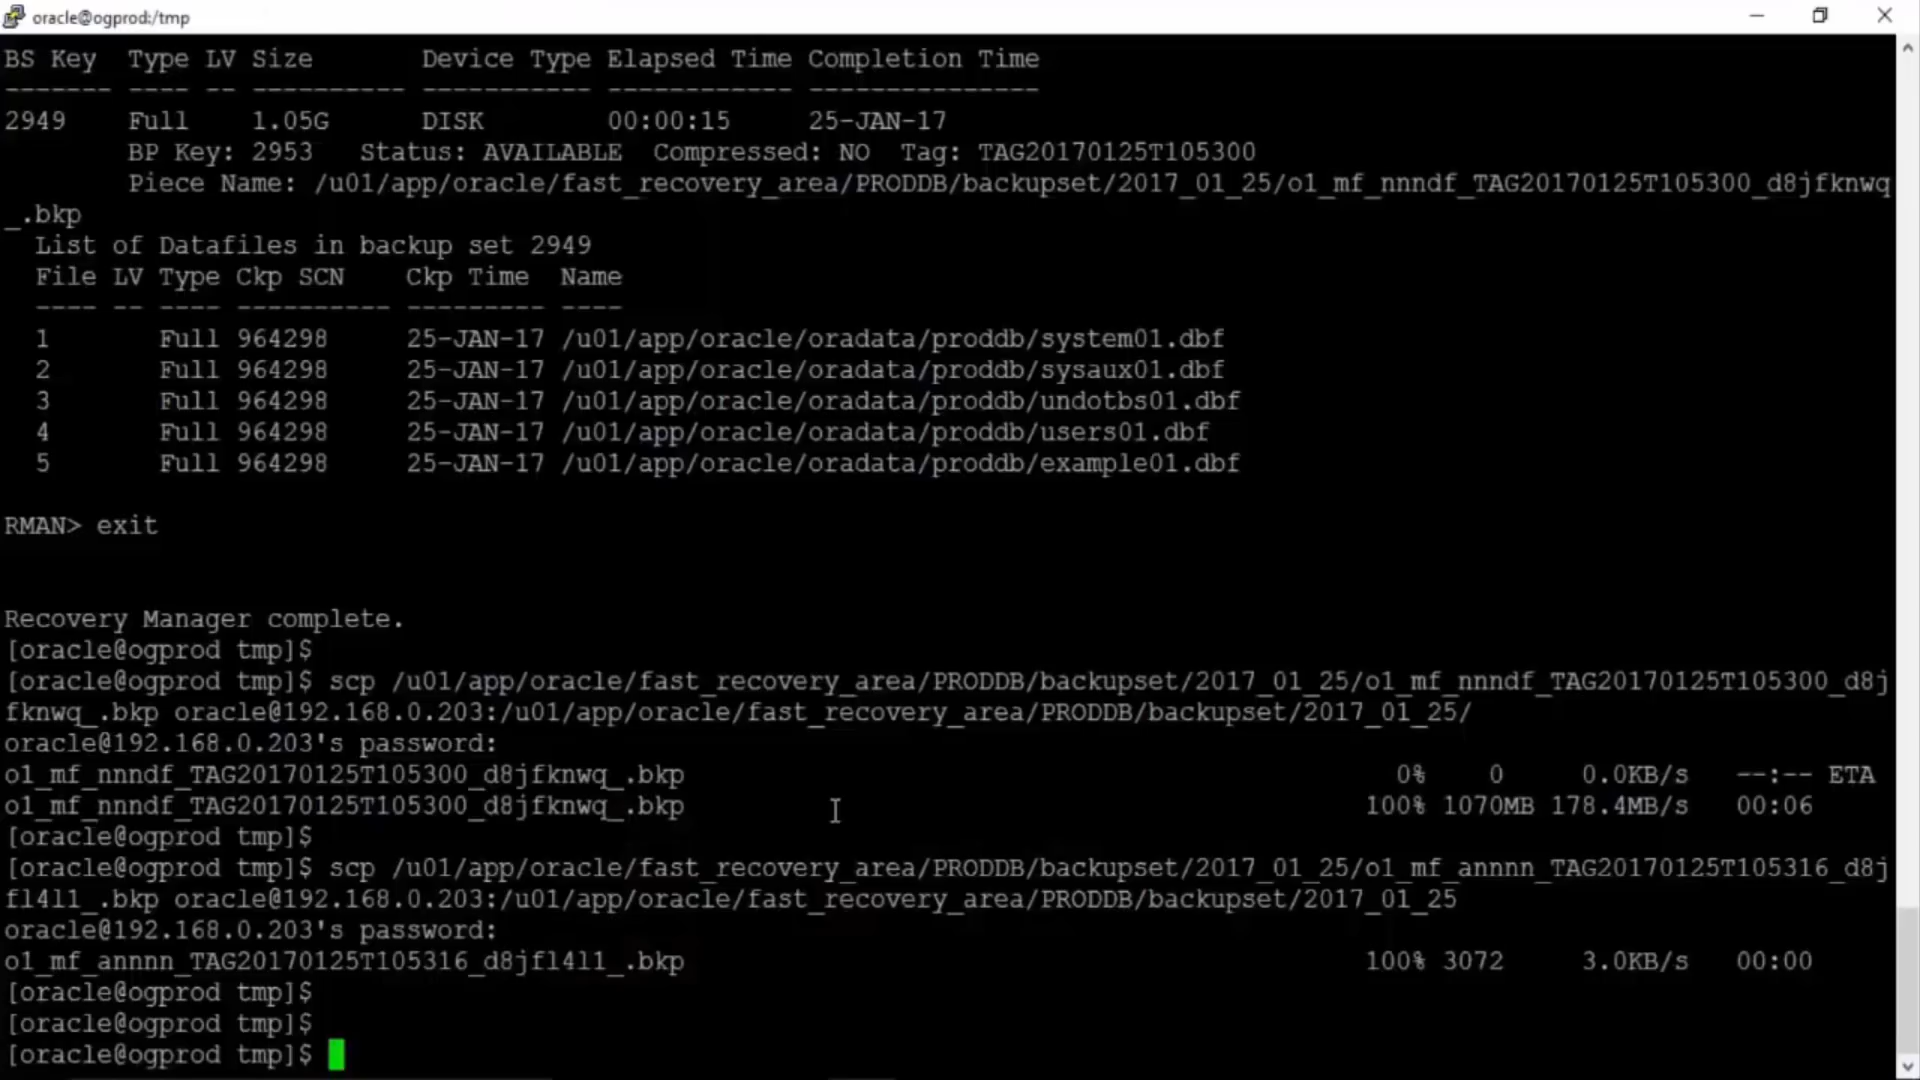 oracle@ogprod:/tmp
BS Key  Type LV Size       Device Type Elapsed Time Completion Time
------- ---- -- ---------- ----------- ------------ ---------------
2949    Full    1.05G      DISK        00:00:15     25-JAN-17
        BP Key: 2953   Status: AVAILABLE  Compressed: NO  Tag: TAG20170125T105300
        Piece Name: /u01/app/oracle/fast_recovery_area/PRODDB/backupset/2017_01_25/o1_mf_nnndf_TAG20170125T105300_d8jfknwq
_.bkp
  List of Datafiles in backup set 2949
  File LV Type Ckp SCN    Ckp Time  Name
  ---- -- ---- ---------- --------- ----
  1       Full 964298     25-JAN-17 /u01/app/oracle/oradata/proddb/system01.dbf
  2       Full 964298     25-JAN-17 /u01/app/oracle/oradata/proddb/sysaux01.dbf
  3       Full 964298     25-JAN-17 /u01/app/oracle/oradata/proddb/undotbs01.dbf
  4       Full 964298     25-JAN-17 /u01/app/oracle/oradata/proddb/users01.dbf
  5       Full 964298     25-JAN-17 /u01/app/oracle/oradata/proddb/example01.dbf
RMAN> exit
Recovery Manager complete.
[oracle@ogprod tmp]$
[oracle@ogprod tmp]$ scp /u01/app/oracle/fast_recovery_area/PRODDB/backupset/2017_01_25/o1_mf_nnndf_TAG20170125T105300_d8j
fknwq_.bkp oracle@192.168.0.203:/u01/app/oracle/fast_recovery_area/PRODDB/backupset/2017_01_25/
oracle@192.168.0.203's password:
o1_mf_nnndf_TAG20170125T105300_d8jfknwq_.bkp                                              0%    0     0.0KB/s   --:-- ETA
o1_mf_nnndf_TAG20170125T105300_d8jfknwq_.bkp                                            100% 1070MB 178.4MB/s   00:06
[oracle@ogprod tmp]$
[oracle@ogprod tmp]$ scp /u01/app/oracle/fast_recovery_area/PRODDB/backupset/2017_01_25/o1_mf_annnn_TAG20170125T105316_d8j
fl4l1_.bkp oracle@192.168.0.203:/u01/app/oracle/fast_recovery_area/PRODDB/backupset/2017_01_25
oracle@192.168.0.203's password:
o1_mf_annnn_TAG20170125T105316_d8jfl4l1_.bkp                                            100% 3072     3.0KB/s   00:00
[oracle@ogprod tmp]$
[oracle@ogprod tmp]$
[oracle@ogprod tmp]$